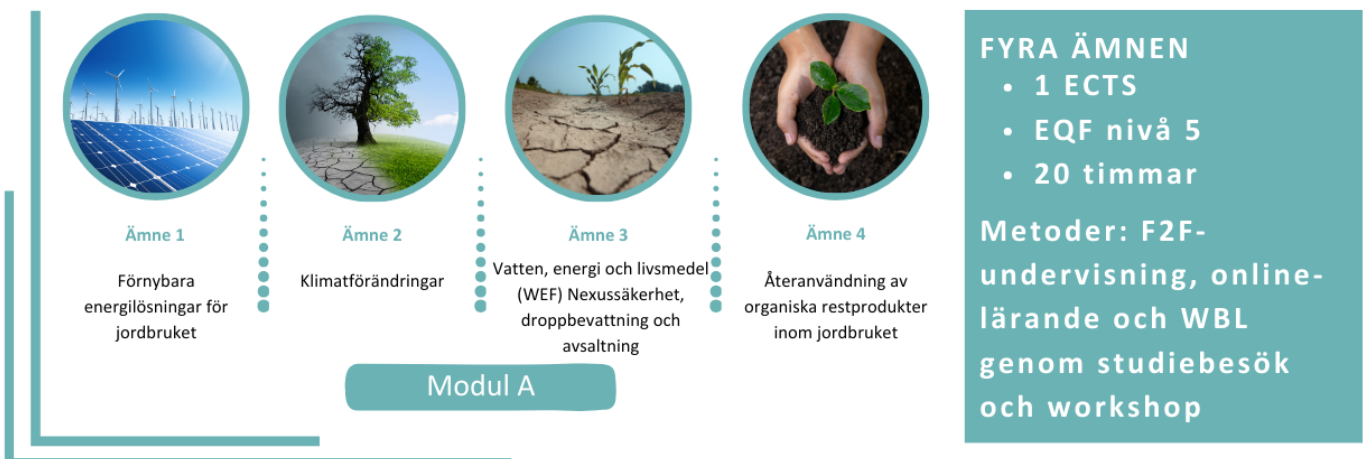 Ämne 1
Förnybara
energilösningar för
jordbruket
Ämne 2
Klimatförändringar
Ämne 3
Vatten, energi och livsmedel
(WEF) Nexussäkerhet,
droppbevattning och
avsaltning
Ämne 4
Återanvändning av
organiska restprodukter
inom jordbruket
Modul A
FYRA ÄMNEN
• 1 ECTS
• EQF nivå 5
• 20 timmar
Metoder: F2F-
undervisning, online-
lärande och WBL
genom studiebesök
och workshop